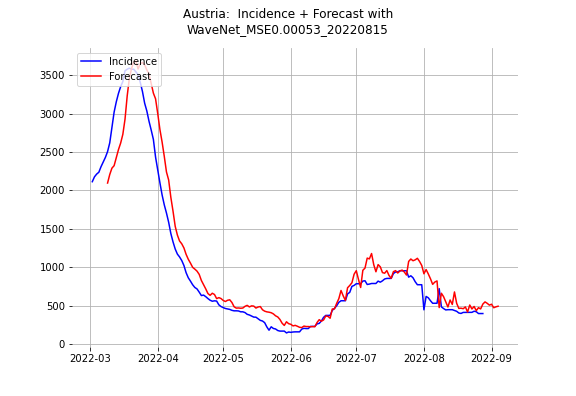 Austria:  Incidence + Forecast with
WaveNet_MSE0.00053_20220815
Incidence
Forecast
3500
3000
2500
2000
1500
1000
500
0
2022-03 2022-04 2022-05 2022-06 2022-07 2022-08 2022-09